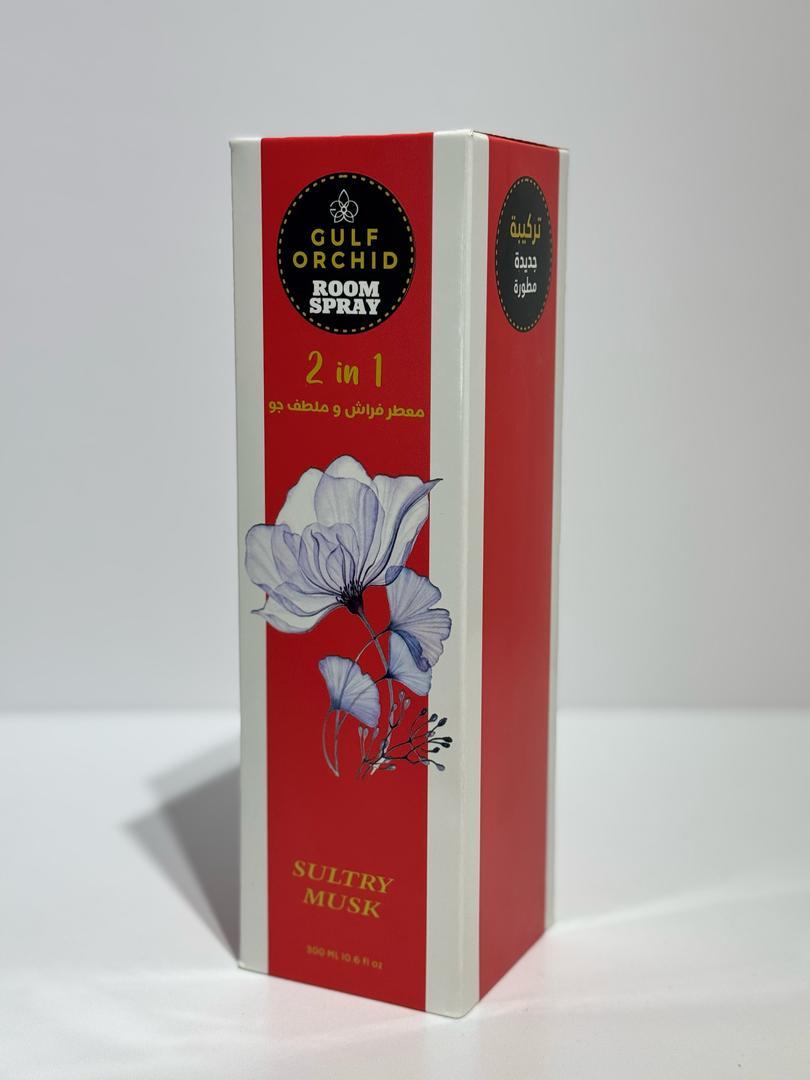 GULF
ORCHID
ROOM
SPRAY
2 in 1
معطر فراش و ملطف جو
SULTRY
MUSK
300 ML 10.6 fl oz
تركيبة
جديدة
مطورة